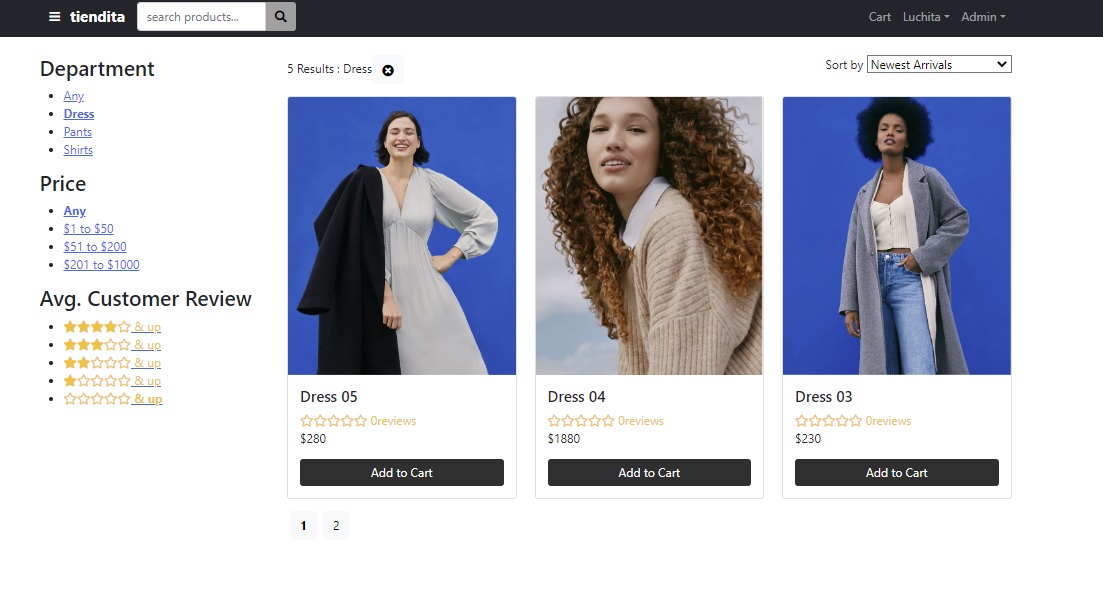 tiendita
search products...
Cart
Luchita
Admin
Department
Any
Dress
Pants
Shirts
Price
Any
$1 to $50
$51 to $200
$201 to $1000
Avg. Customer Review
& up
& up
& up
& up
& up
5 Results : Dress
Sort by Newest Arrivals
Dress 05
0reviews
$280
Add to Cart
Dress 04
0reviews
$1880
Add to Cart
Dress 03
0reviews
$230
Add to Cart
1 2